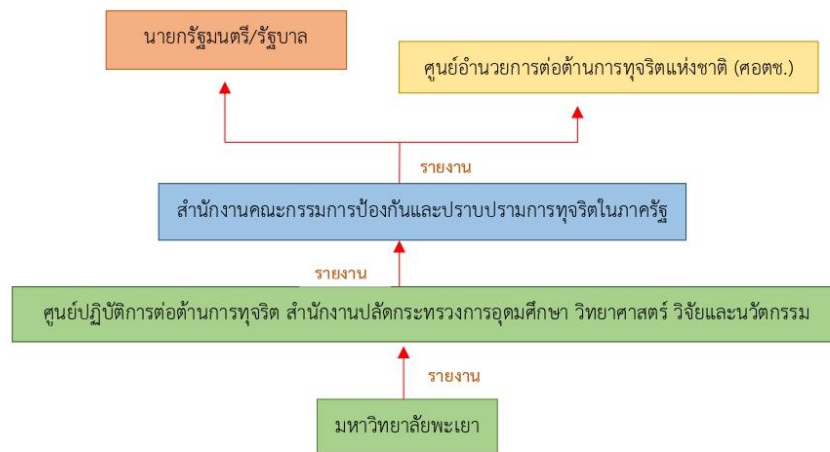 นายกรัฐมนตรี/รัฐบาล
ศูนย์อำนวยการต่อต้านการทุจริตแห่งชาติ (ศอตช.)
รายงาน
สำนักงานคณะกรรมการป้องกันและปราบปรามการทุจริตในภาครัฐ
รายงาน
ศูนย์ปฏิบัติการต่อต้านการทุจริต สำนักงานปลัดกระทรวงการอุดมศึกษา วิทยาศาสตร์ วิจัยและนวัตกรรม
รายงาน
มหาวิทยาลัยพะเยา